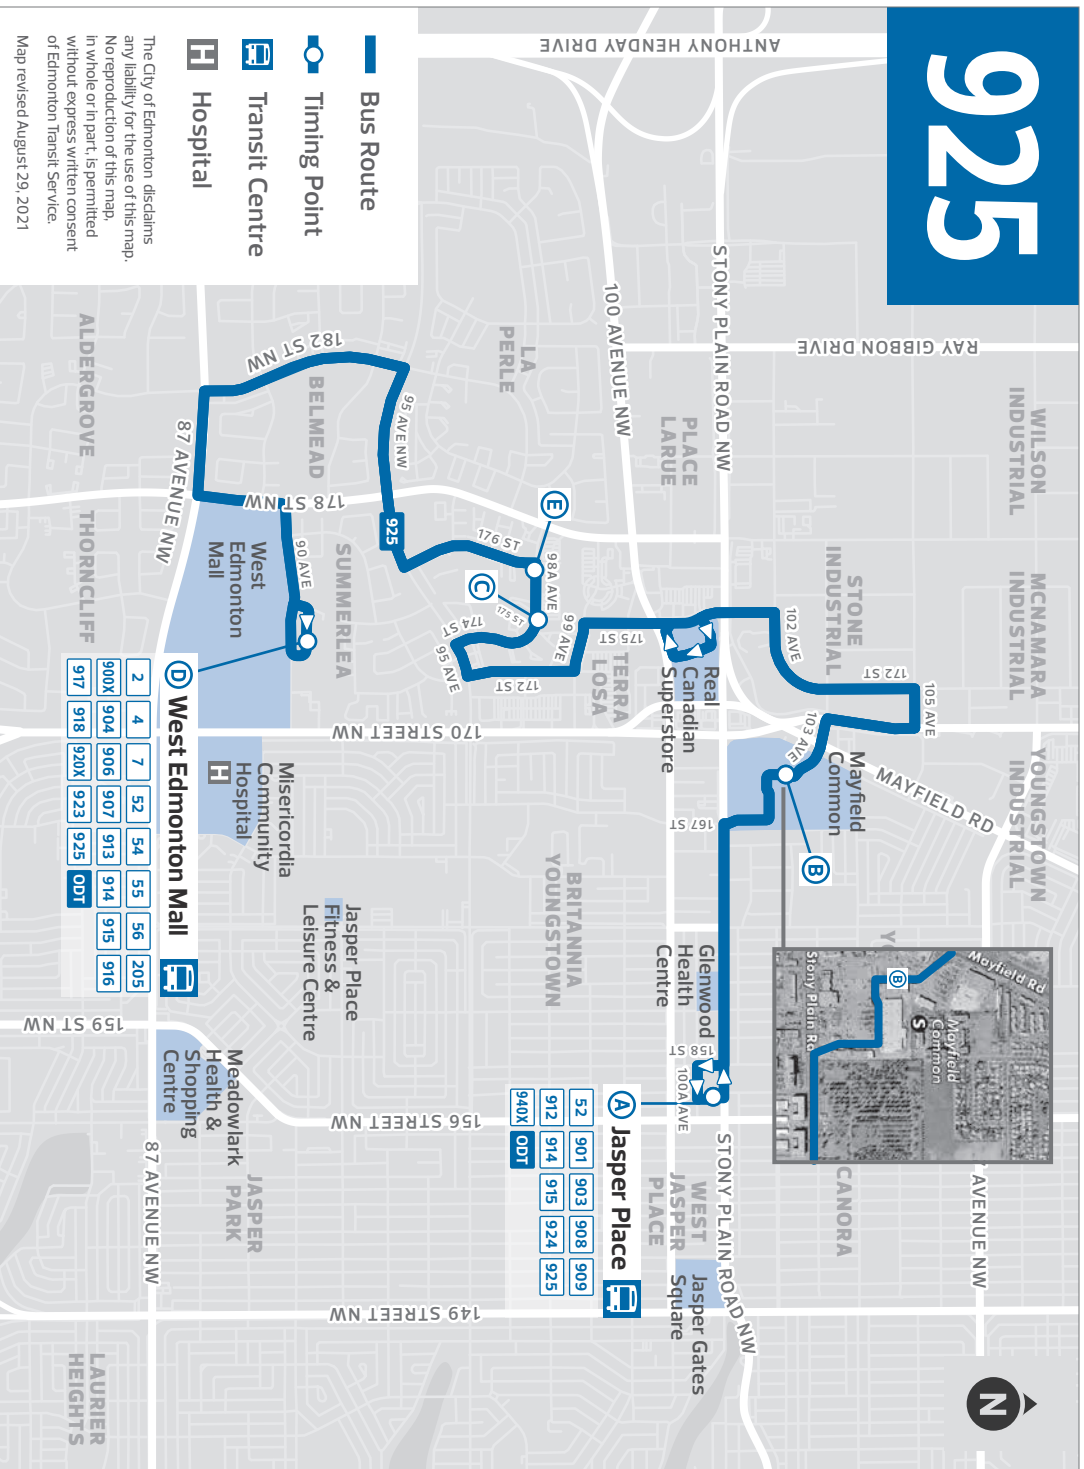 925
Bus Route
Timing Point
Transit Centre
H
Hospital
The City of Edmonton disclaims
any liability for the use of this map.
No reproduction of this map,
in whole or in part, is permitted
without express written consent
of Edmonton Transit Service.
Map revised August 29, 2021
ANTHONY HENDAY DRIVE
RAY GIBBON DRIVE
STONY PLAIN ROAD NW
100 AVENUE NW
WILSON
INDUSTRIAL
MCNAMARA
INDUSTRIAL
YOUNGSTOWN
INDUSTRIAL
STONE
INDUSTRIAL
PLACE
LARUE
LA
PERLE
BELMEAD
ALDERGROVE
THORNCLIFF
SUMMERLEA
TERRA
LOSA
182 ST NW
95 AVE NW
87 AVENUE NW
178 ST NW
90 AVE
925
176 ST
98A AVE
E
C
175 ST
174 ST
95 AVE
172 ST
99 AVE
175 ST
102 AVE
172 ST
105 AVE
103 AVE
MAYFIELD RD
170 STREET NW
167 ST
West
Edmonton
Mall
Real
Canadian
Superstore
Mayfield
Common
B
Mayfield Rd
B
S
Mayfield
Common
Stony Plain Rd
YO
Misericordia
Community
Hospital
H
Jasper Place
Fitness &
Leisure Centre
BRITANNIA
YOUNGSTOWN
Glenwood
Health
Centre
158 ST
100A AVE
159 ST NW
156 STREET NW
Meadowlark
Health &
Shopping
Centre
87 AVENUE NW
JASPER
PARK
WEST
JASPER
PLACE
CANORA
AVENUE NW
STONY PLAIN ROAD NW
Jasper Gates
Square
149 STREET NW
LAURIER
HEIGHTS
D West Edmonton Mall
2 4 7 52 54 55 56 205
900X 904 906 907 913 914 915 916
917 918 920X 923 925 ODT
A Jasper Place
52 901 903 908 909
912 914 915 924 925
940X ODT
N